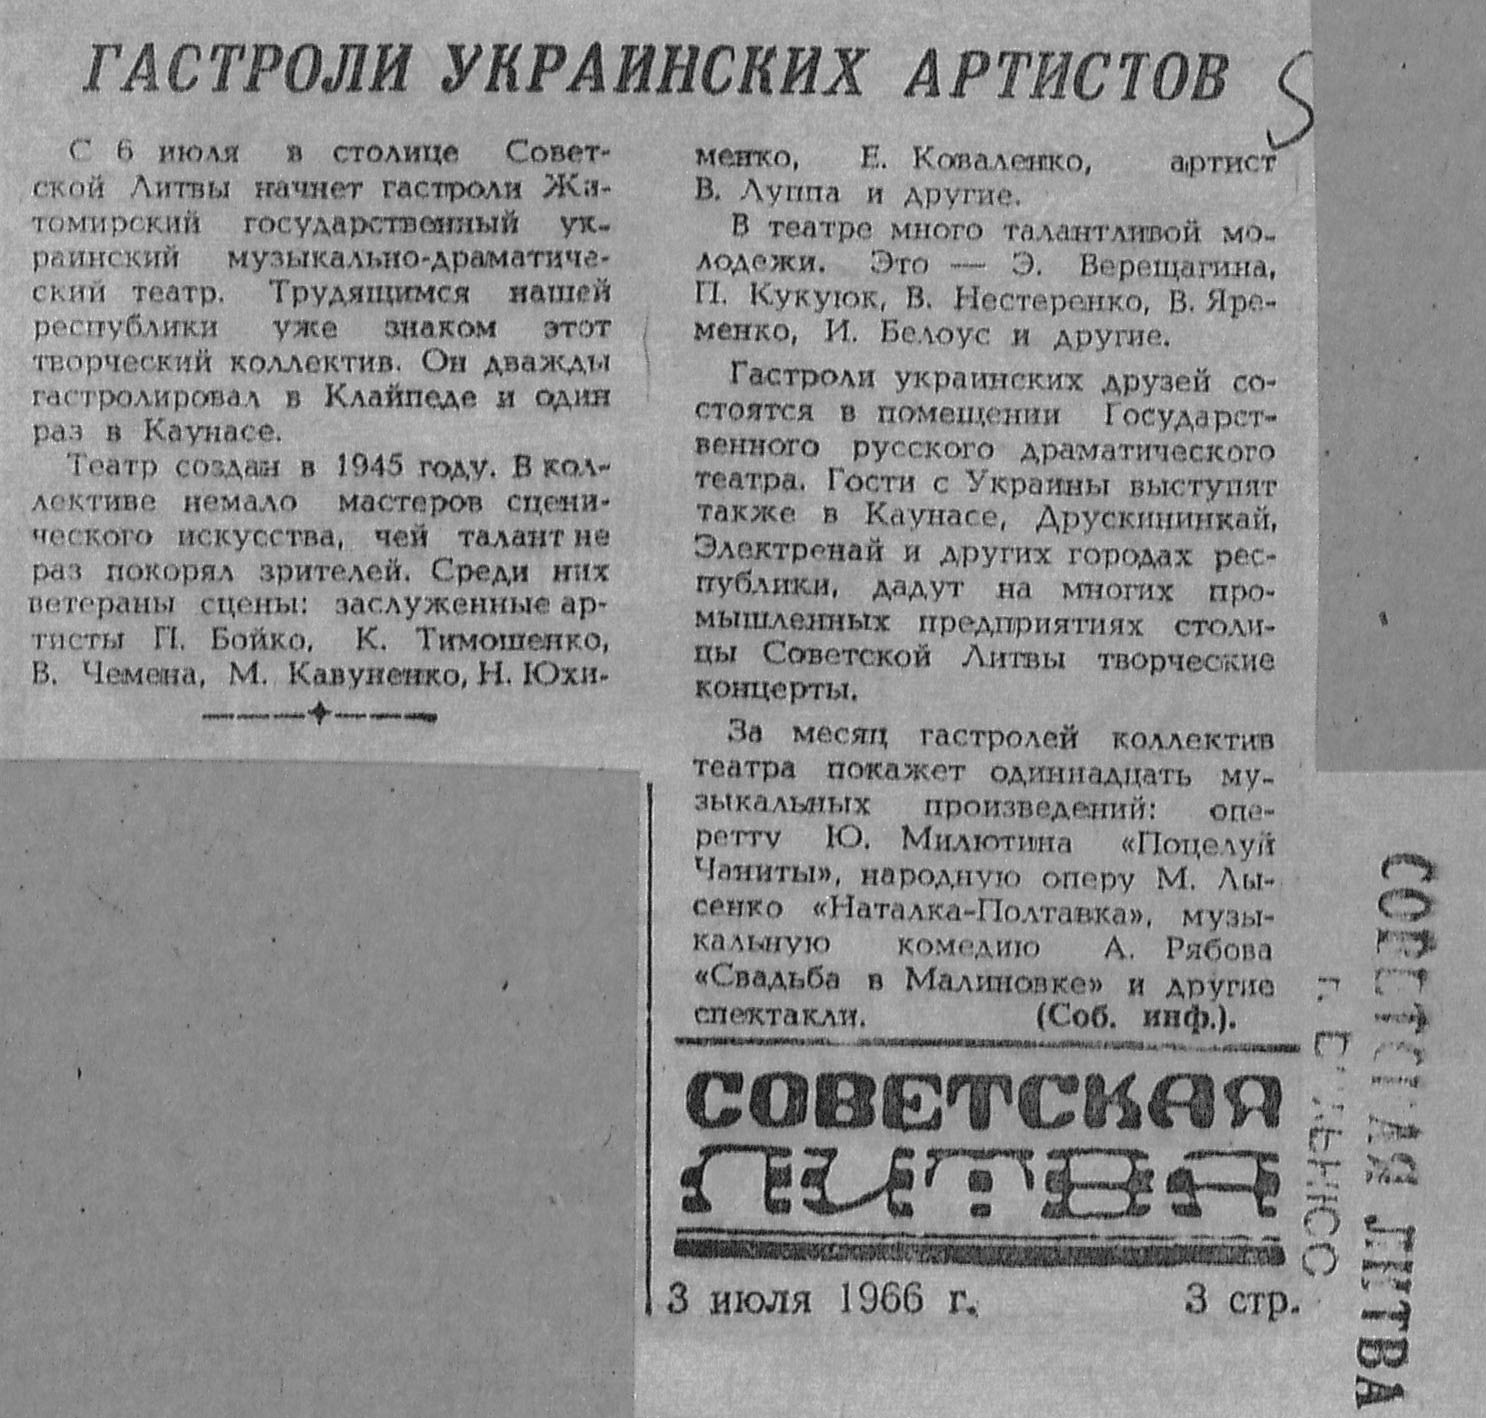 ГАСТРОЛИ УКРАИНСКИХ АРТИСТОВ
С 6 июля в столице Совет-
ской Литвы начнет гастроли Жи-
томирский государственный ук-
раинский музыкально-драматиче-
ский театр. Трудящимся нашей
республики уже знаком этот
творческий коллектив. Он дважды
гастролировал в Клайпеде и один
раз в Каунасе.
Театр создан в 1945 году. В кол-
лективе немало мастеров сцени-
ческого искусства, чей талант не
раз покорял зрителей. Среди них
ветераны сцены: заслуженные ар-
тисты П. Бойко, К. Тимошенко,
В. Чемена, М. Кавуненко, Н. Юхи-
менко, Е. Коваленко, артист
В. Луппа и другие.
В театре много талантливой мо-
лодежи. Это — Э. Верещагина,
П. Кукуюк, В. Нестеренко, В. Яре-
менко, И. Белоус и другие.
Гастроли украинских друзей со-
стоятся в помещении Государст-
венного русского драматического
театра. Гости с Украины выступят
также в Каунасе, Друскининкай,
Электренай и других городах рес-
публики, дадут на многих про-
мышленных предприятиях столи-
цы Советской Литвы творческие
концерты.
За месяц гастролей коллектив
театра покажет одиннадцать му-
зыкальных произведений: опе-
ретту Ю. Милютина «Поцелуй
Чаниты», народную оперу М. Лы-
сенко «Наталка-Полтавка», музы-
кальную комедию А. Рябова
«Свадьба в Малиновке» и другие
спектакли. (Соб. инф.).
СОВЕТСКАЯ
ЛИТВА
3 июля 1966 г. 3 стр.
СОВЕТСКАЯ ЛИТВА
г.